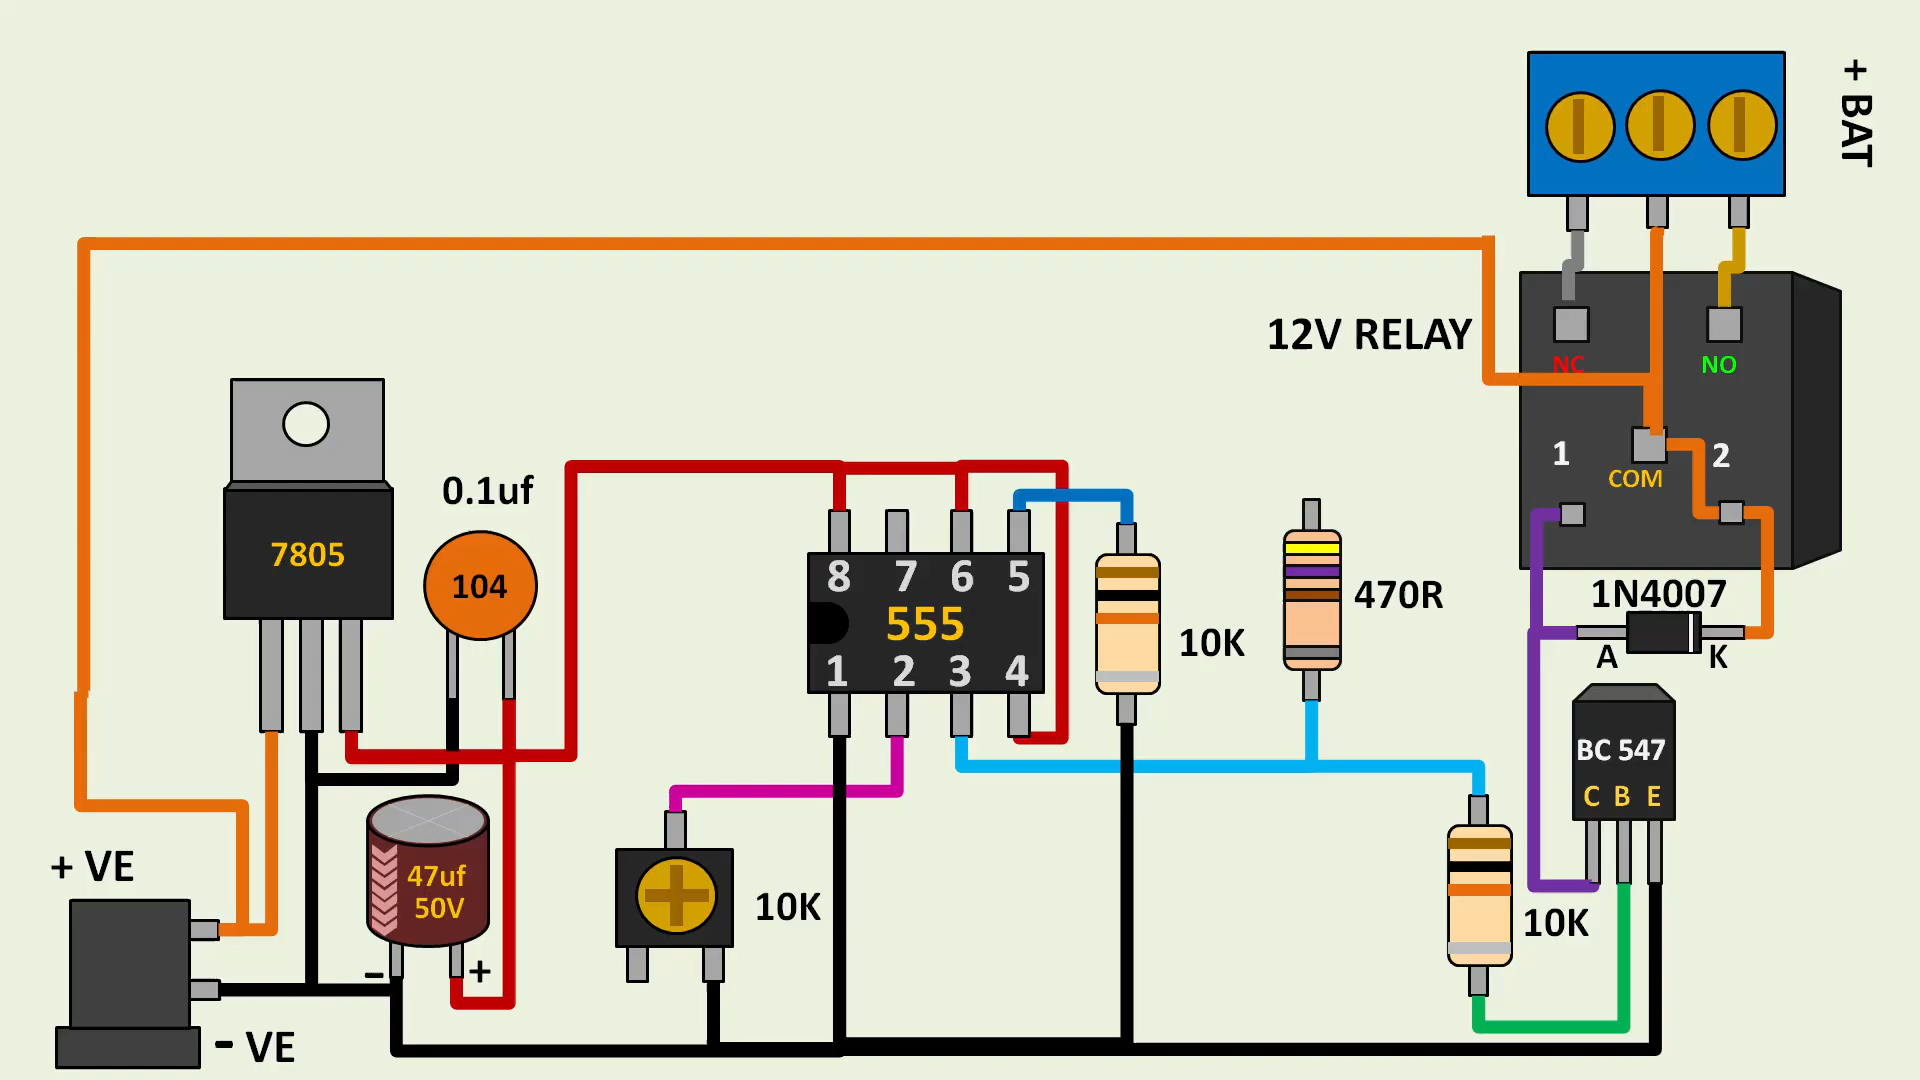 + BAT
12V RELAY
NC
NO
1
2
COM
0.1uf
7805
104
8 7 6 5
555
1 2 3 4
10K
470R
1N4007
A
K
BC 547
C B E
+ VE
47uf
50V
- +
10K
10K
- VE